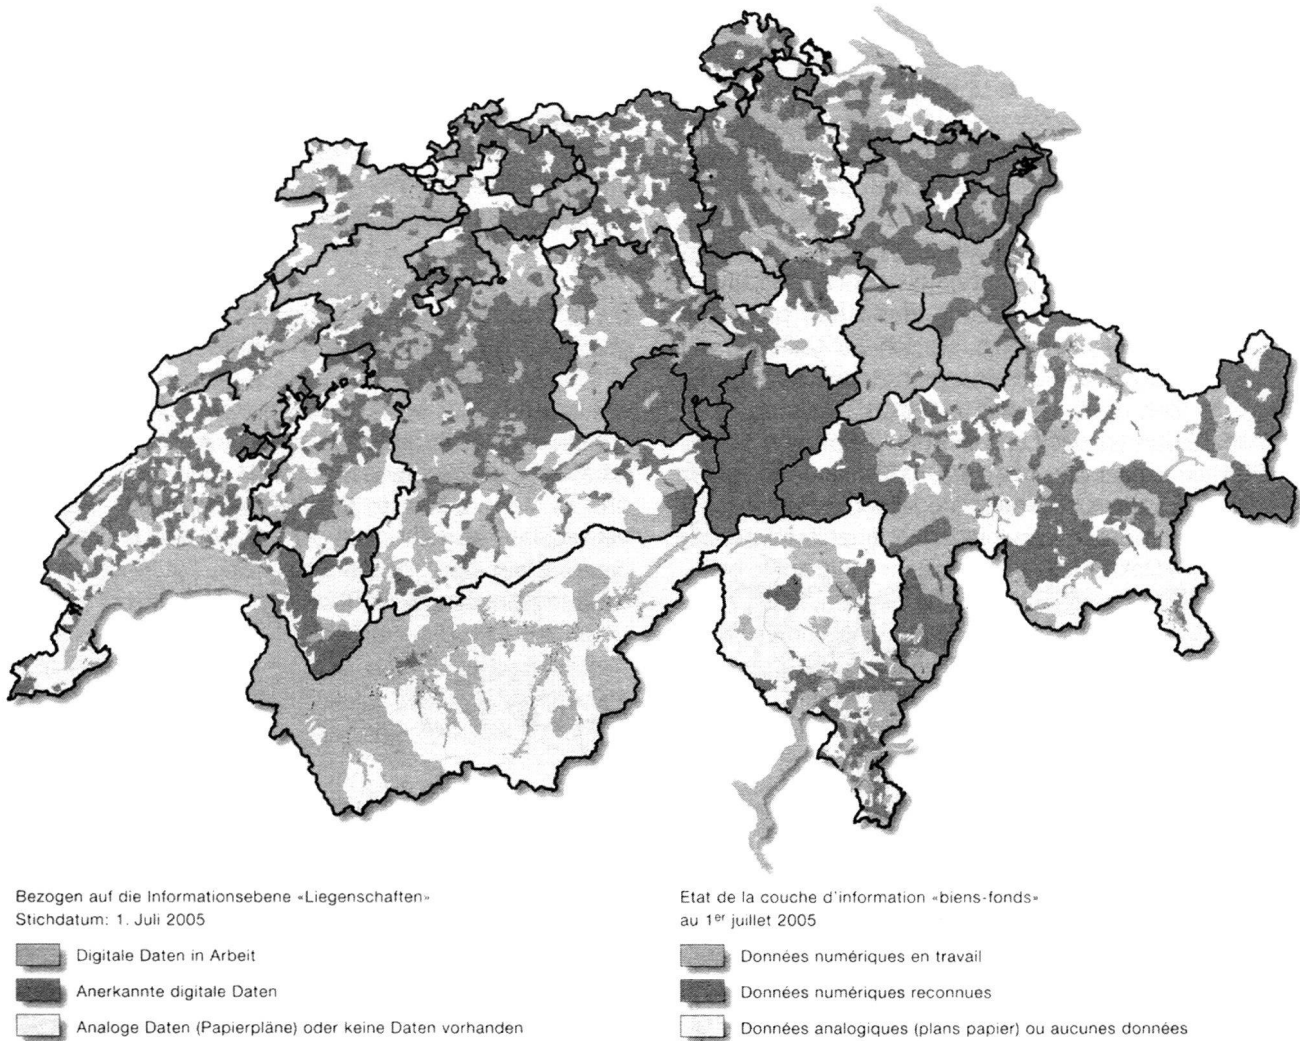 Bezogen auf die Informationsebene «Liegenschaften»
Stichdatum: 1. Juli 2005
Digitale Daten in Arbeit
Anerkannte digitale Daten
Analoge Daten (Papierpläne) oder keine Daten vorhanden
Etat de la couche d'information «biens-fonds»
au 1er juillet 2005
Données numériques en travail
Données numériques reconnues
Données analogiques (plans papier) ou aucunes données